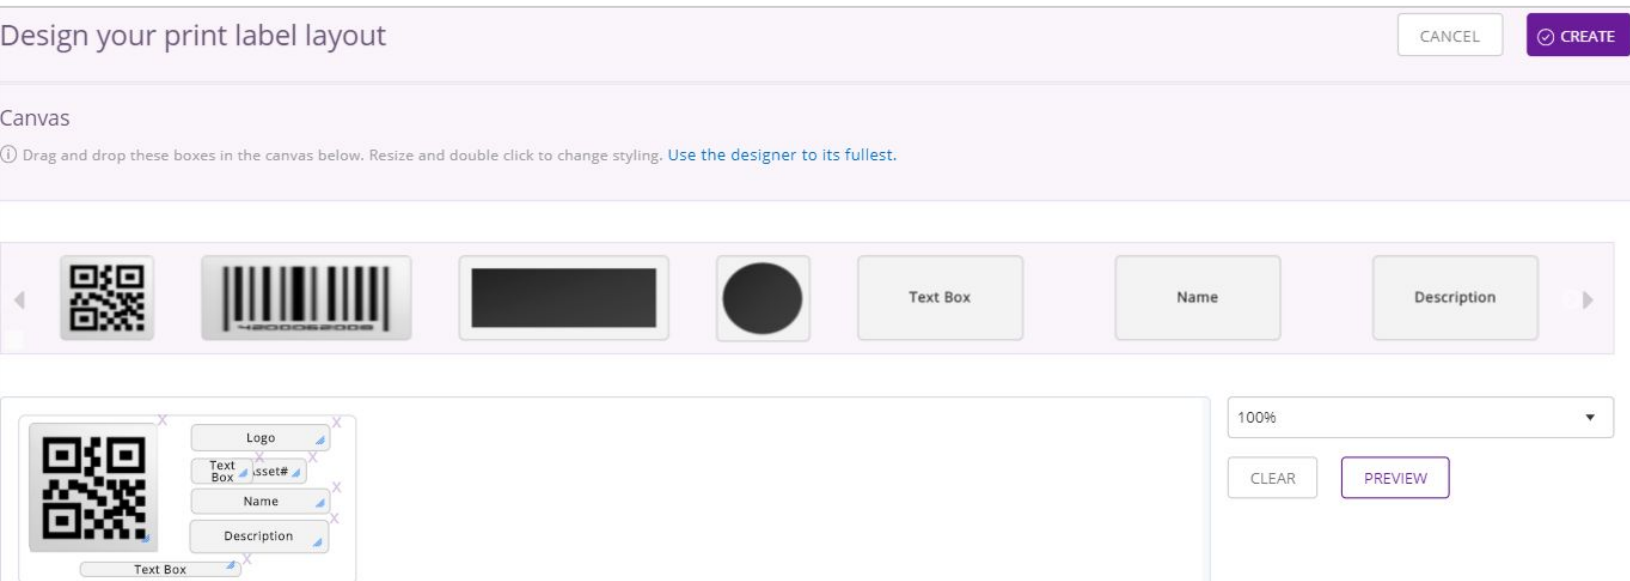 Design your print label layout
CANCEL
CREATE
Canvas
Drag and drop these boxes in the canvas below. Resize and double click to change styling. Use the designer to its fullest.
42000062008
Text Box
Name
Description
X
X
Logo
X
X
Text
Box
sset#
X
Name
X
Description
X
Text Box
100%
CLEAR
PREVIEW